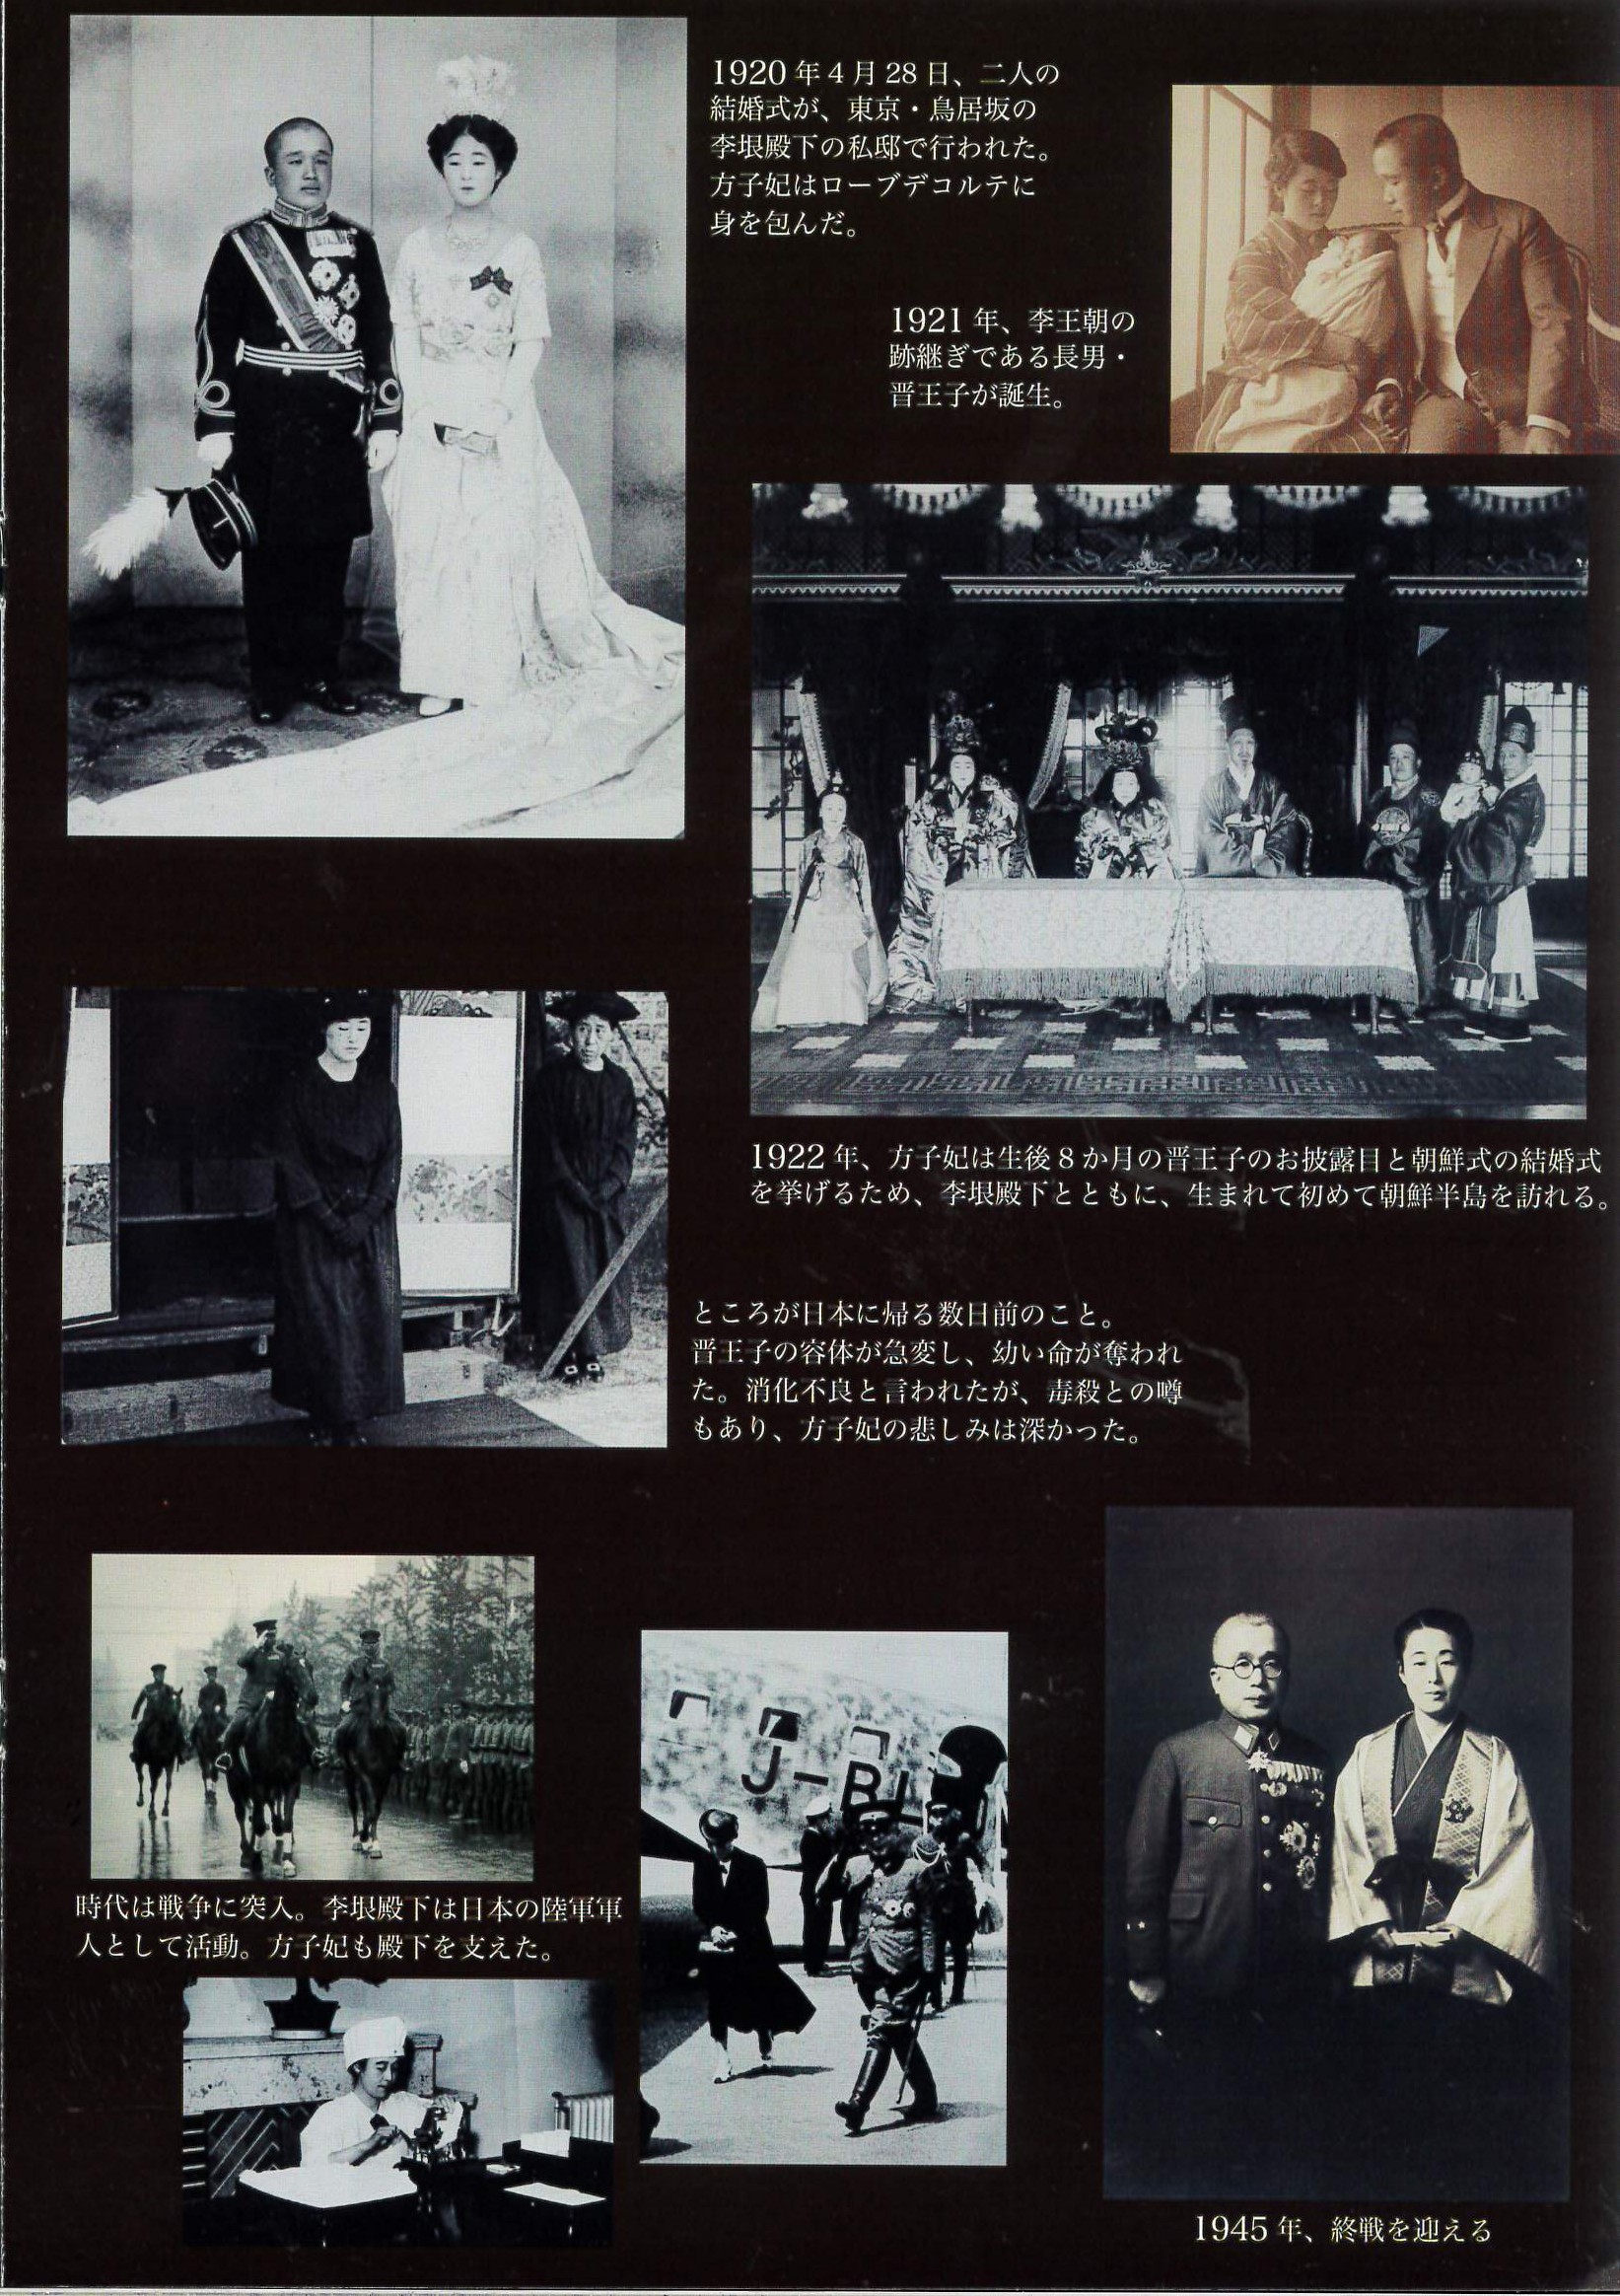 1920年4月28日、二人の
結婚式が、東京・鳥居坂の
李垠殿下の私邸で行われた。
方子妃はローブデコルテに
身を包んだ。
1921年、李王朝の
跡継ぎである長男・
晋王子が誕生。
1922年、方子妃は生後8か月の晋王子のお披露目と朝鮮式の結婚式
を挙げるため、李垠殿下とともに、生まれて初めて朝鮮半島を訪れる。
ところが日本に帰る数日前のこと。
晋王子の容体が急変し、幼い命が奪われ
た。消化不良と言われたが、毒殺との噂
もあり、方子妃の悲しみは深かった。
J-BI
時代は戦争に突入。李垠殿下は日本の陸軍軍
人として活動。方子妃も殿下を支えた。
1945年、終戦を迎える